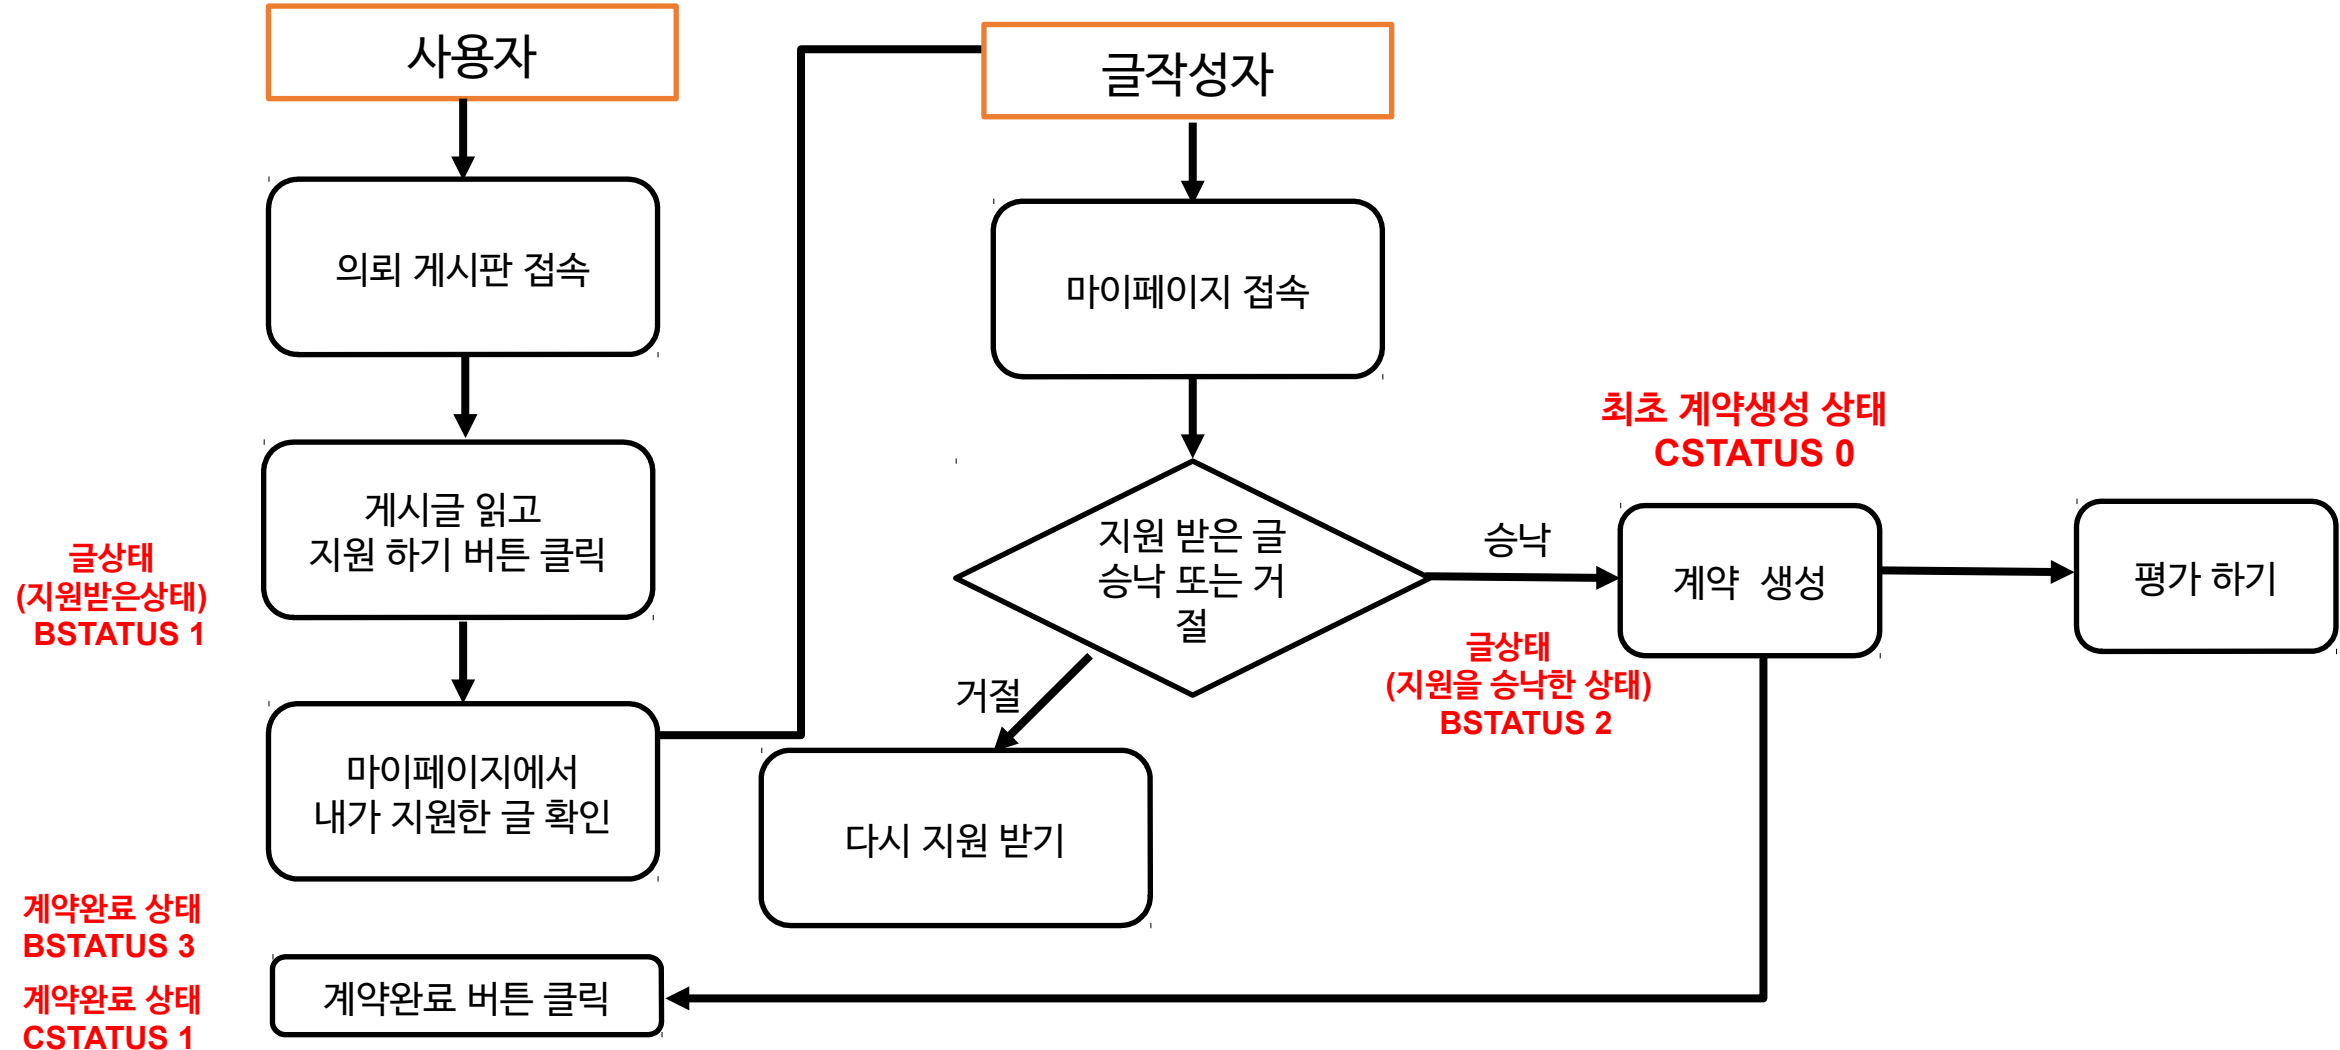 사용자
의뢰 게시판 접속
게시글 읽고
지원 하기 버튼 클릭
글상태
(지원받은상태)
BSTATUS 1
마이페이지에서
내가 지원한 글 확인
계약완료 상태
BSTATUS 3
계약완료 상태
CSTATUS 1
계약완료 버튼 클릭
글작성자
마이페이지 접속
지원 받은 글
승낙 또는 거
절
거절
다시 지원 받기
승낙
글상태
(지원을 승낙한 상태)
BSTATUS 2
최초 계약생성 상태
CSTATUS 0
계약 생성
평가 하기